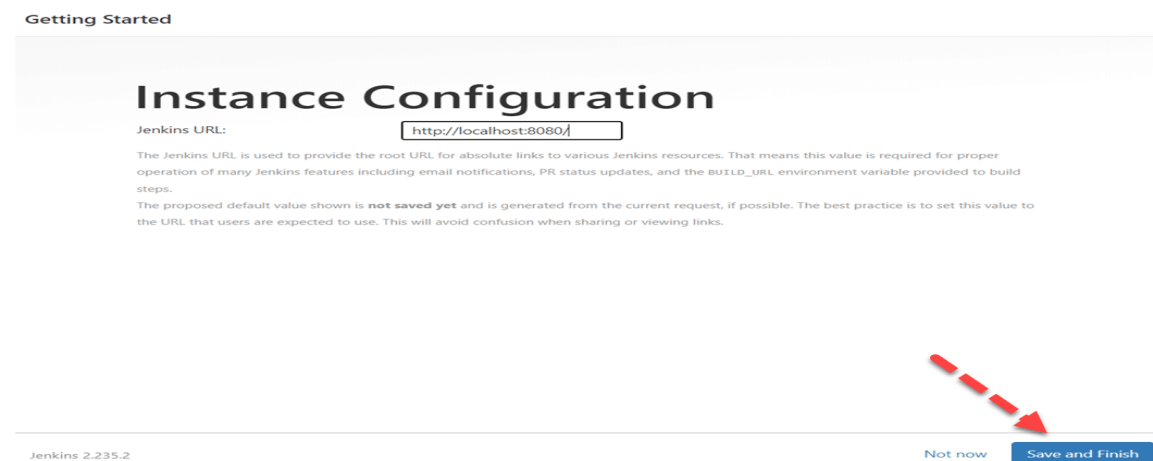 Getting Started
Instance Configuration
Jenkins URL: http://localhost:8080/
The Jenkins URL is used to provide the root URL for absolute links to various Jenkins resources. That means this value is required for proper
operation of many Jenkins features including email notifications, PR status updates, and the BUILD_URL environment variable provided to build
steps.
The proposed default value shown is not saved yet and is generated from the current request, if possible. The best practice is to set this value to
the URL that users are expected to use. This will avoid confusion when sharing or viewing links.
Jenkins 2.235.2 Not now Save and Finish